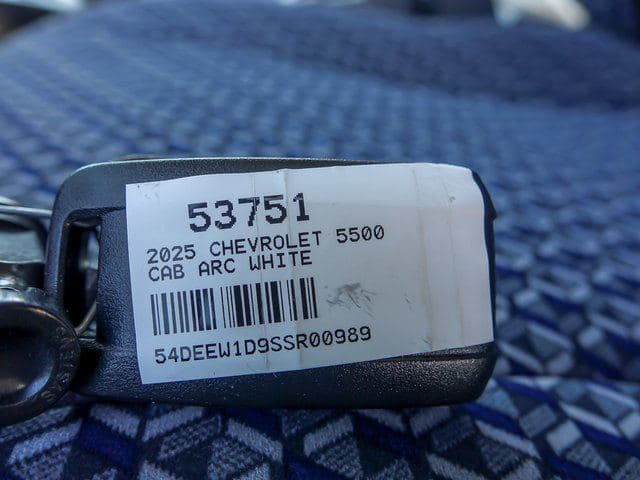 53751
2025 CHEVROLET 5500
CAB ARC WHITE
54DEEW1D9SSR00989